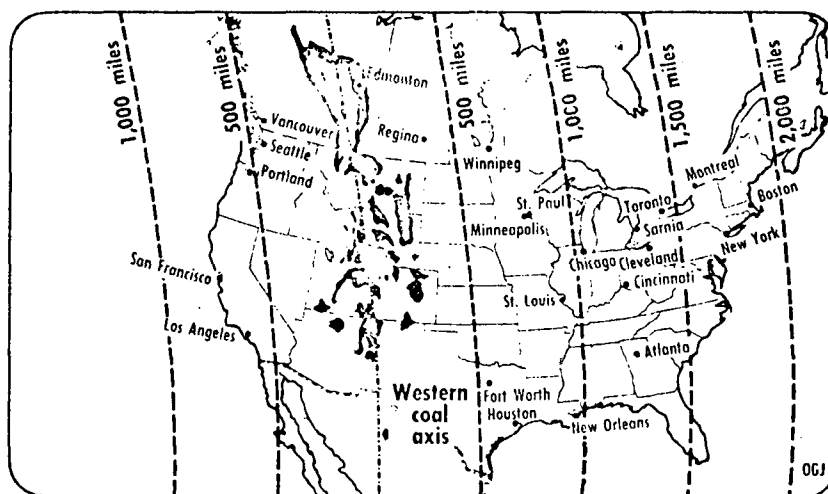 1,000 miles
500 miles
500 miles
1,000 miles
1,500 miles
2,000 miles
Edmonton
Vancouver
Regina
Seattle
Winnipeg
Portland
Montreal
St. Paul
Toronto
Boston
Minneapolis
Sarnia
New York
Chicago
Cleveland
San Francisco
Cincinnati
St. Louis
Los Angeles
Atlanta
Western
coal
axis
Fort Worth
Houston
New Orleans
OGJ